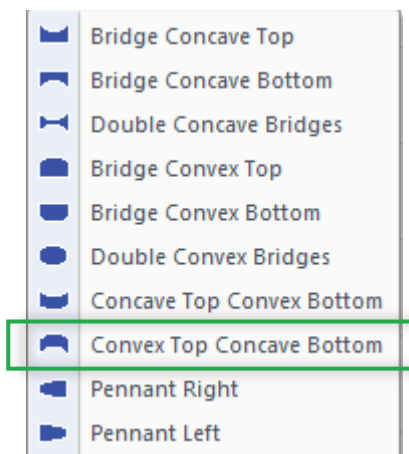 Bridge Concave Top
Bridge Concave Bottom
Double Concave Bridges
Bridge Convex Top
Bridge Convex Bottom
Double Convex Bridges
Concave Top Convex Bottom
Convex Top Concave Bottom
Pennant Right
Pennant Left